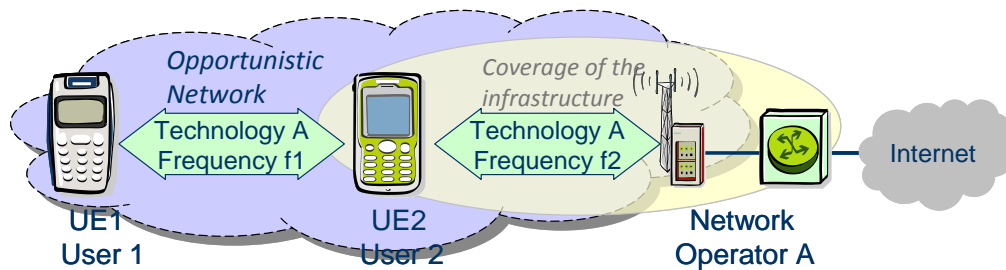 Opportunistic
Network
Coverage of the
infrastructure
Technology A
Frequency f1
Technology A
Frequency f2
Internet
UE1
User 1
UE2
User 2
Network
Operator A